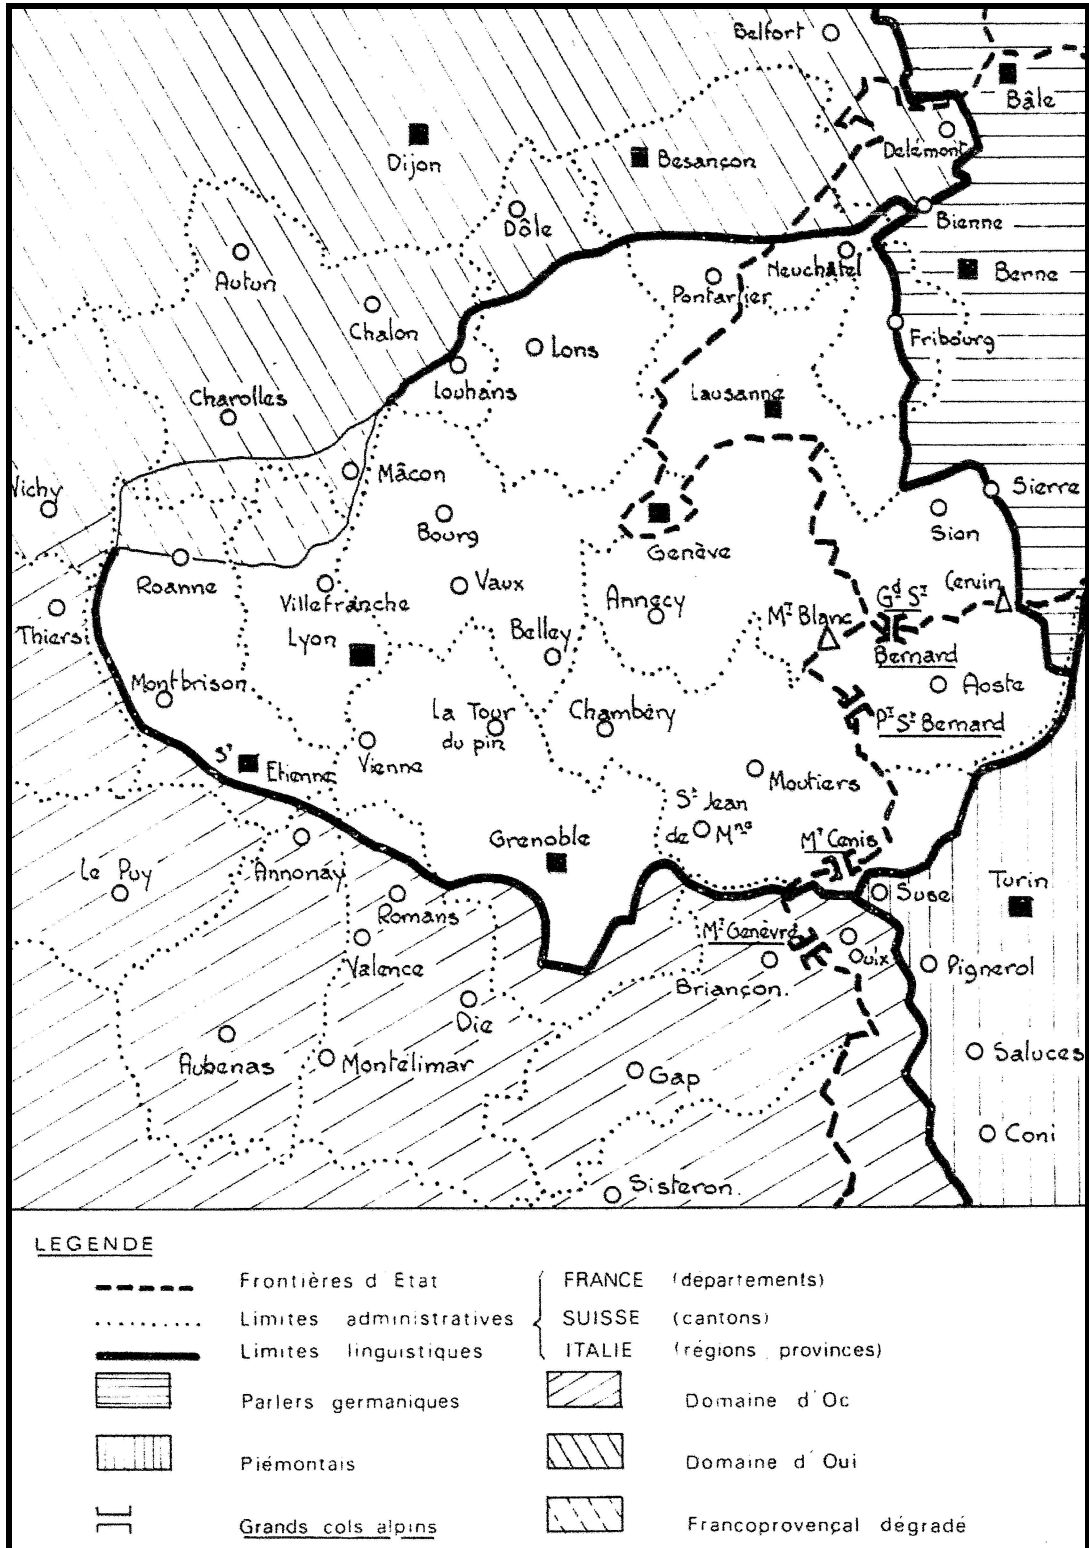 Belfort
Bâle
Dijon
Besançon
Delémont
Dôle
Bienne
Autun
Neuchâtel
Berne
Pontarlier
Chalon
Fribourg
Lons
Louhans
Charolles
Lausanne
Mâcon
Vichy
Sierre
Bourg
Sion
Genève
Roanne
Vaux
Villefranche
Annecy
Gd St
Bernard
Cervin
Mt Blanc
Thiers
Lyon
Belley
Montbrison
Aoste
La Tour
du pin
Chambéry
Pt St Bernard
Vienne
St
Etienne
Moutiers
St Jean
de Mne
Grenoble
Mt Cenis
Le Puy
Annonay
Suse
Turin
Romans
Mt Genèvre
Oulx
Valence
Briançon.
Pignerol
Die
Aubenas
Montélimar
Gap
Saluces
Coni
Sisteron.
LEGENDE
Frontières d'Etat
Limites administratives
Limites linguistiques
FRANCE (départements)
SUISSE (cantons)
ITALIE (régions, provinces)
Parlers germaniques
Domaine d'Oc
Piémontais
Domaine d'Oui
Grands cols alpins
Francoprovençal dégradé